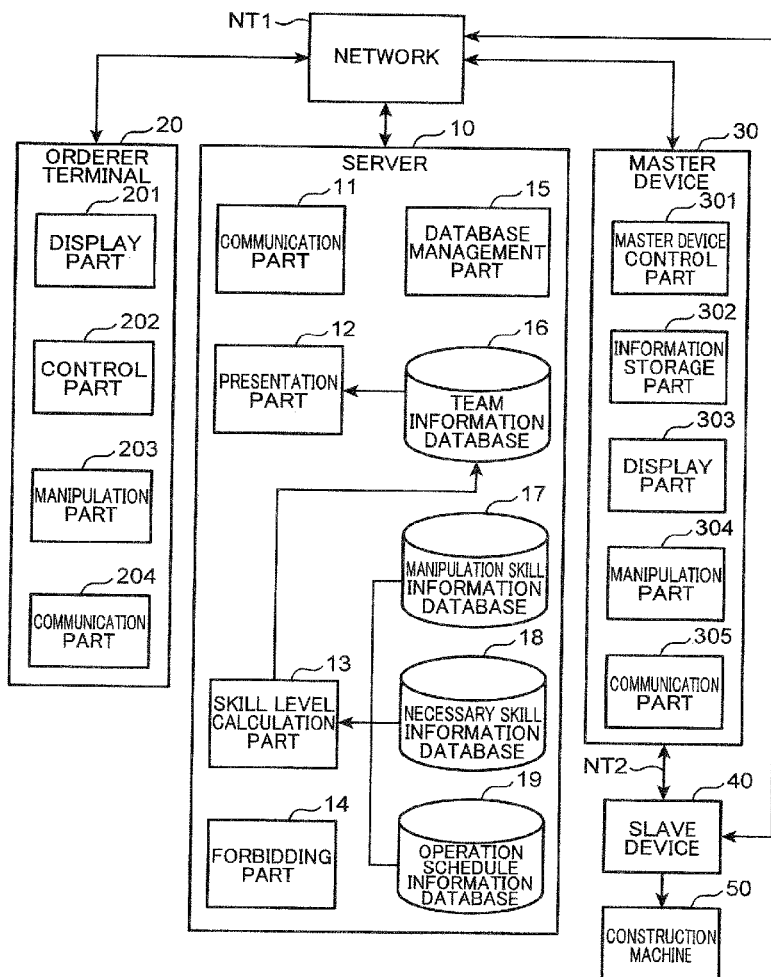 NT1
NETWORK
20
ORDERER
TERMINAL
201
DISPLAY
PART
202
CONTROL
PART
203
MANIPULATION
PART
204
COMMUNICATION
PART
10
SERVER
11
COMMUNICATION
PART
15
DATABASE
MANAGEMENT
PART
12
PRESENTATION
PART
16
TEAM
INFORMATION
DATABASE
17
MANIPULATION SKILL
INFORMATION
DATABASE
13
SKILL LEVEL
CALCULATION
PART
18
NECESSARY SKILL
INFORMATION
DATABASE
14
FORBIDDING
PART
19
OPERATION
SCHEDULE
INFORMATION
DATABASE
30
MASTER
DEVICE
301
MASTER DEVICE
CONTROL
PART
302
INFORMATION
STORAGE
PART
303
DISPLAY
PART
304
MANIPULATION
PART
305
COMMUNICATION
PART
NT2
40
SLAVE
DEVICE
50
CONSTRUCTION
MACHINE